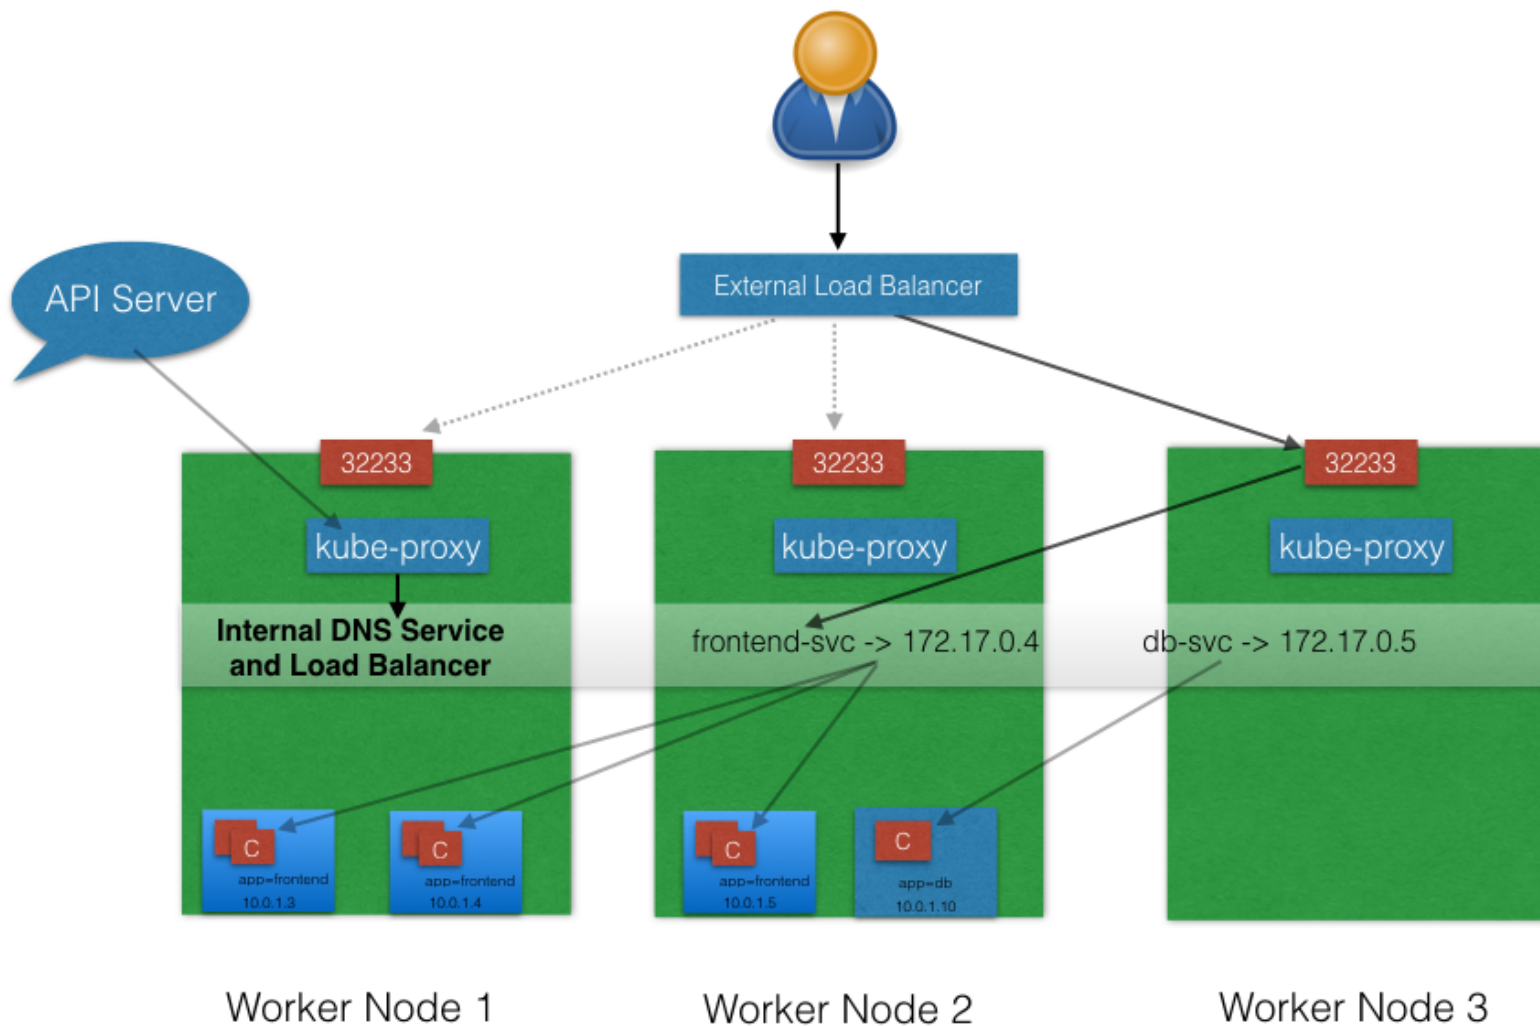 API Server
External Load Balancer
32233
32233
32233
kube-proxy
kube-proxy
kube-proxy
Internal DNS Service
and Load Balancer
frontend-svc -> 172.17.0.4
db-svc -> 172.17.0.5
C
app=frontend
10.0.1.3
C
app=frontend
10.0.1.4
C
app=frontend
10.0.1.5
C
app=db
10.0.1.10
Worker Node 1
Worker Node 2
Worker Node 3